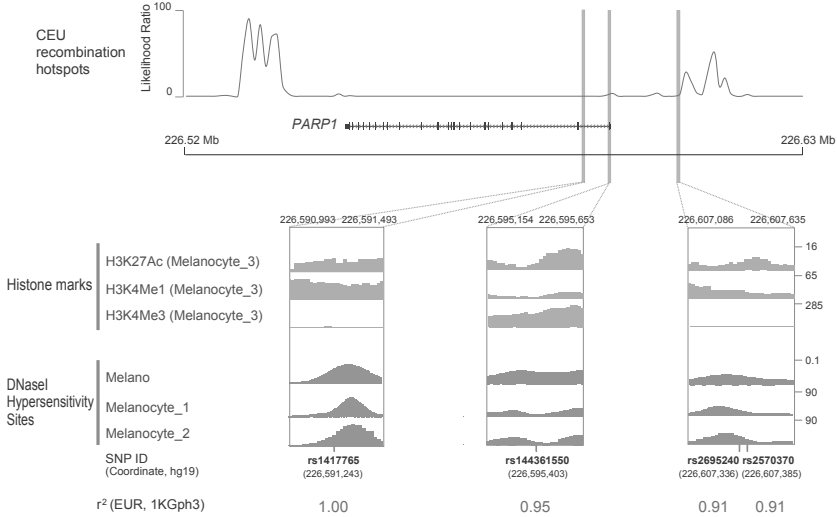 CEU
recombination
hotspots
Likelihood Ratio
100
0
PARP1
226.52 Mb
226.63 Mb
226,590,993 226,591,493
226,595,154 226,595,653
226,607,086 226,607,635
Histone marks
H3K27Ac (Melanocyte_3)
H3K4Me1 (Melanocyte_3)
H3K4Me3 (Melanocyte_3)
16
65
285
DNaseI
Hypersensitivity
Sites
Melano
Melanocyte_1
Melanocyte_2
0.1
90
90
SNP ID
(Coordinate, hg19)
rs1417765
(226,591,243)
rs144361550
(226,595,403)
rs2695240 rs2570370
(226,607,336) (226,607,385)
r² (EUR, 1KGph3)
1.00
0.95
0.91
0.91